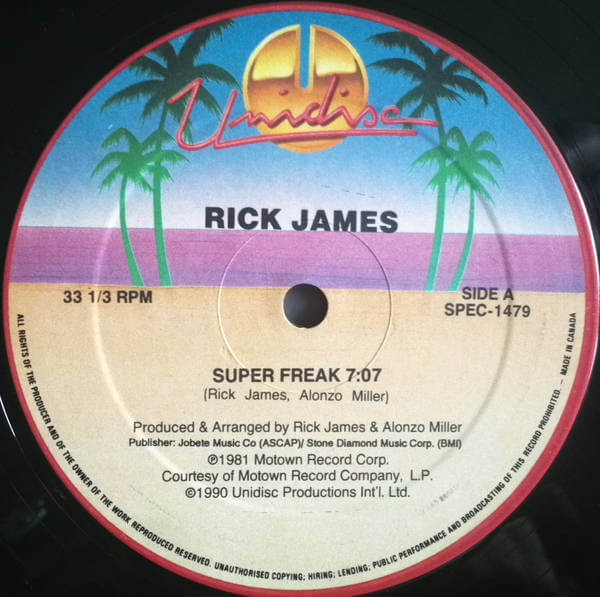 Unidisc
RICK JAMES
33 1/3 RPM
SIDE A
SPEC-1479
SUPER FREAK 7:07
(Rick James, Alonzo Miller)
Produced & Arranged by Rick James & Alonzo Miller
Publisher: Jobete Music Co (ASCAP)/ Stone Diamond Music Corp. (BMI)
℗1981 Motown Record Corp.
Courtesy of Motown Record Company, L.P.
©1990 Unidisc Productions Int'l. Ltd.
ALL RIGHTS OF THE PRODUCER AND OF THE OWNER OF THE WORK REPRODUCED RESERVED. UNAUTHORISED COPYING; HIRING; LENDING; PUBLIC PERFORMANCE AND BROADCASTING OF THIS RECORD PROHIBITED. – MADE IN CANADA